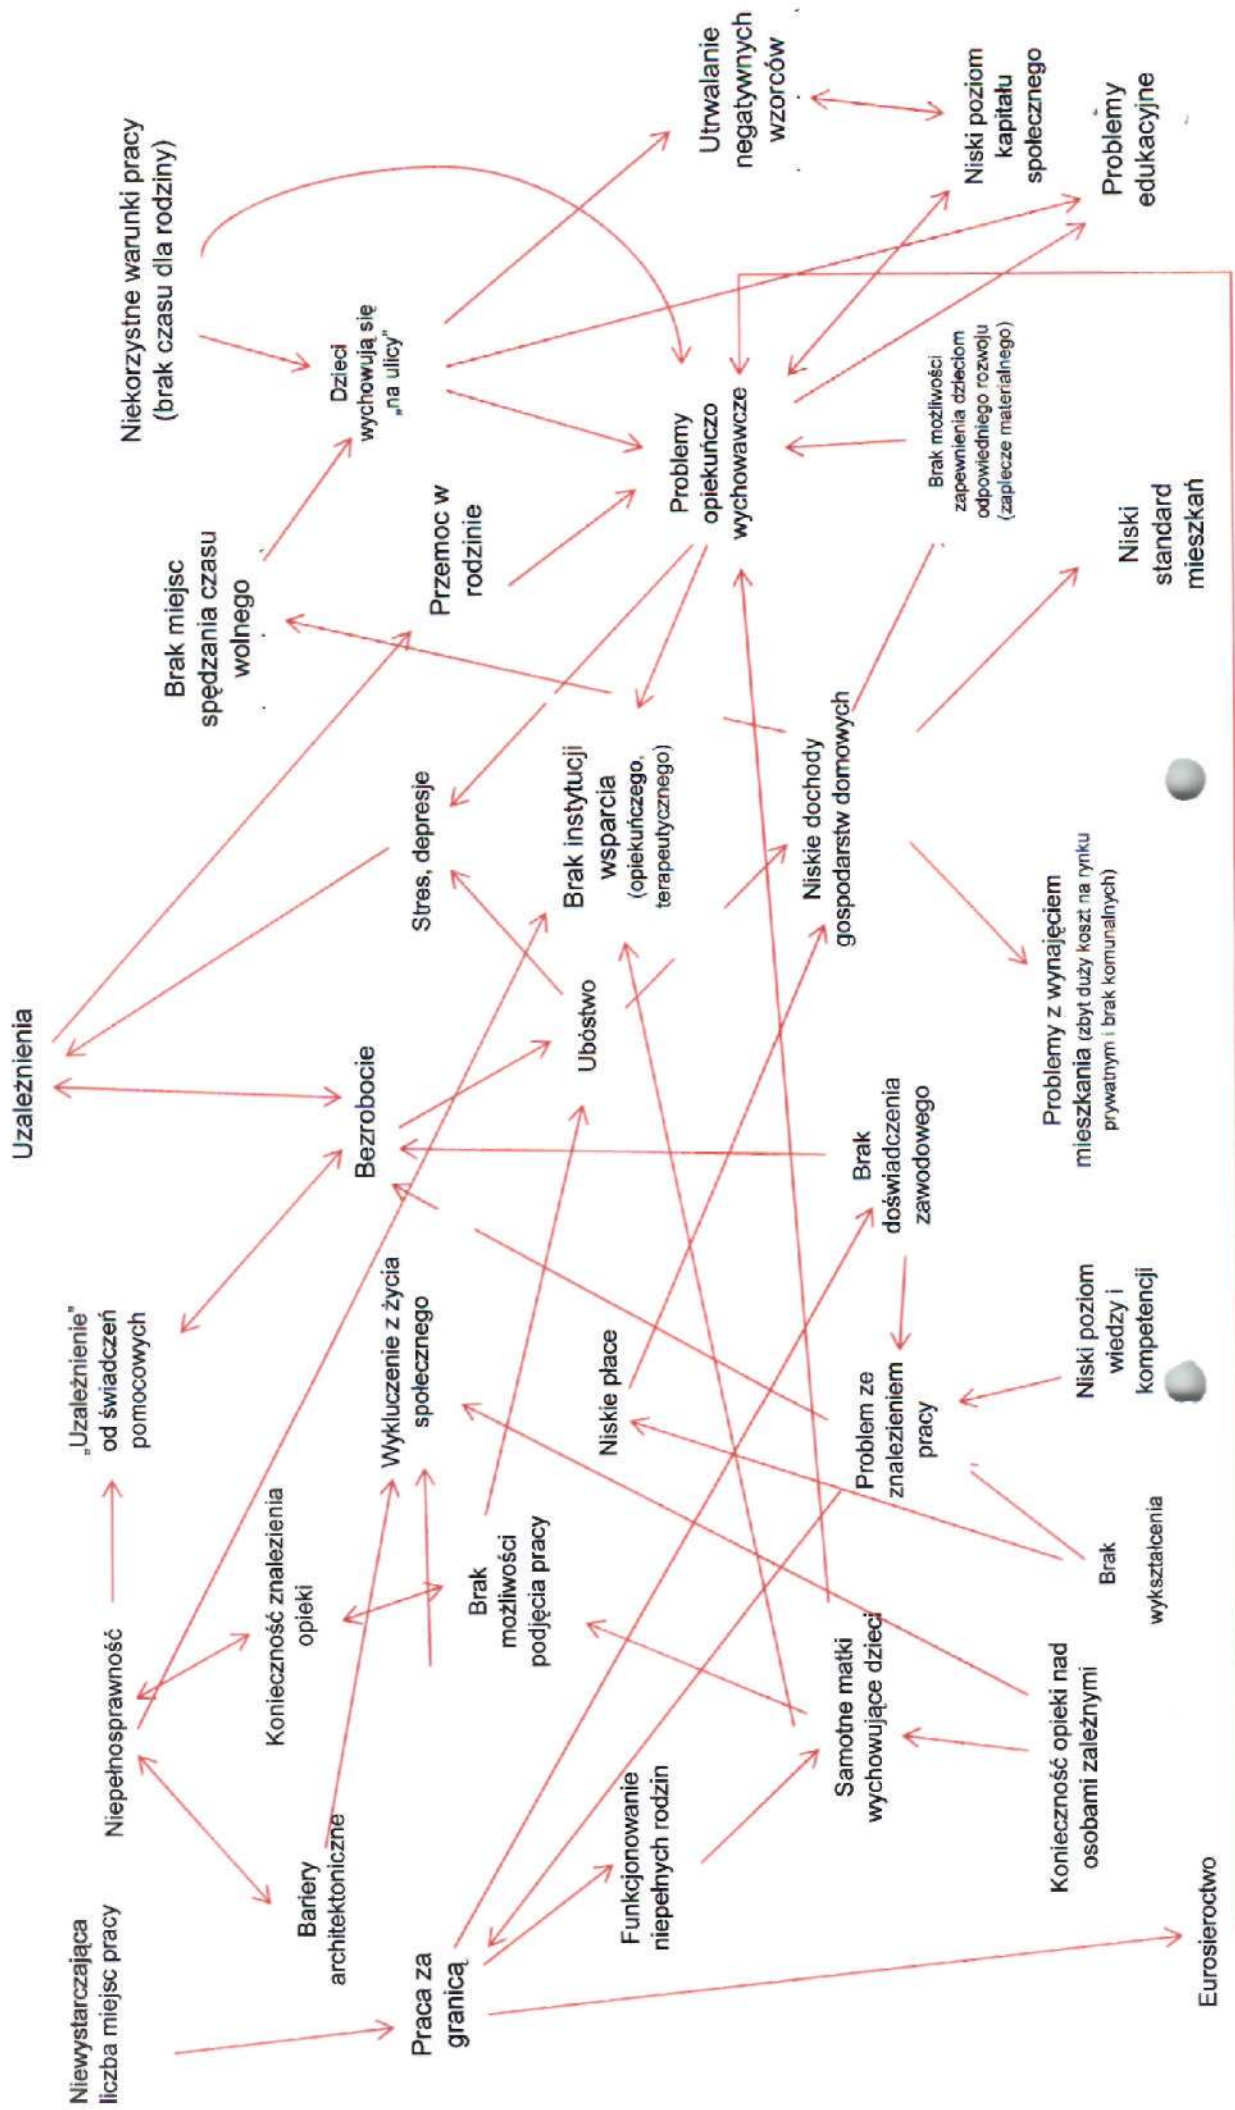 Niewystarczająca
liczba miejsc pracy
Niepełnosprawność
„Uzależnienie”
od świadczeń
pomocowych
Uzależnienia
Brak miejsc
spędzania czasu
wolnego
Niekorzystne warunki pracy
(brak czasu dla rodziny)
Bariery
architektoniczne
Konieczność znalezienia
opieki
Wykluczenie z życia
społecznego
Bezrobocie
Stres, depresje
Przemoc w
rodzinie
Dzieci
wychowują się
„na ulicy”
Praca za
granicą
Brak
możliwości
podjęcia pracy
Funkcjonowanie
niepełnych rodzin
Niskie płace
Ubóstwo
Brak instytucji
wsparcia
(opiekuńczego,
terapeutycznego)
Problemy
opiekuńczo
wychowawcze
Utrwalanie
negatywnych
wzorców
Samotne matki
wychowujące dzieci
Problem ze
znalezieniem
pracy
Brak
doświadczenia
zawodowego
Niskie dochody
gospodarstw domowych
Brak możliwości
zapewnienia dzieciom
odpowiedniego rozwoju
(zaplecze materialnego)
Niski poziom
kapitału
społecznego
Konieczność opieki nad
osobami zależnymi
Brak
wykształcenia
Niski poziom
wiedzy i
kompetencji
Problemy z wynajęciem
mieszkania (zbyt duży koszt na rynku
prywatnym i brak komunalnych)
Niski
standard
mieszkań
Problemy
edukacyjne
Eurosieroctwo